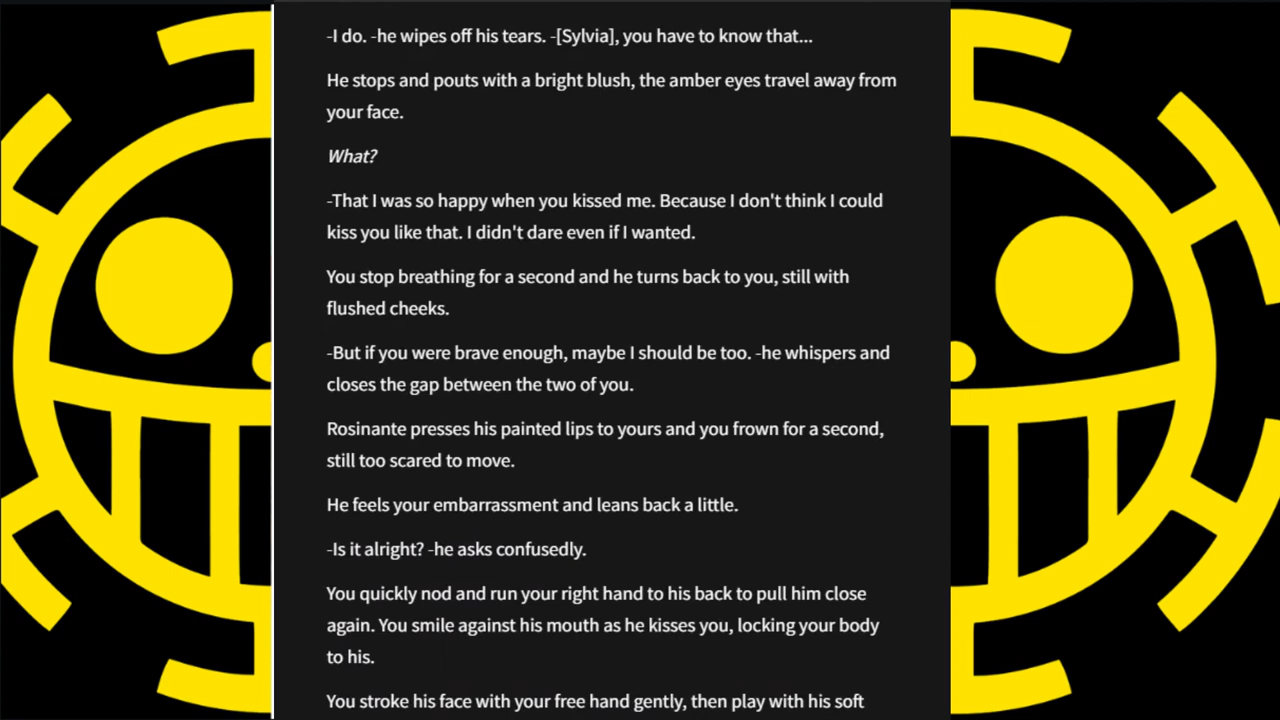 -I do. -he wipes off his tears. -[Sylvia], you have to know that...
He stops and pouts with a bright blush, the amber eyes travel away from
your face.
What?
-That I was so happy when you kissed me. Because I don't think I could
kiss you like that. I didn't dare even if I wanted.
You stop breathing for a second and he turns back to you, still with
flushed cheeks.
-But if you were brave enough, maybe I should be too. -he whispers and
closes the gap between the two of you.
Rosinante presses his painted lips to yours and you frown for a second,
still too scared to move.
He feels your embarrassment and leans back a little.
-Is it alright? -he asks confusedly.
You quickly nod and run your right hand to his back to pull him close
again. You smile against his mouth as he kisses you, locking your body
to his.
You stroke his face with your free hand gently, then play with his soft